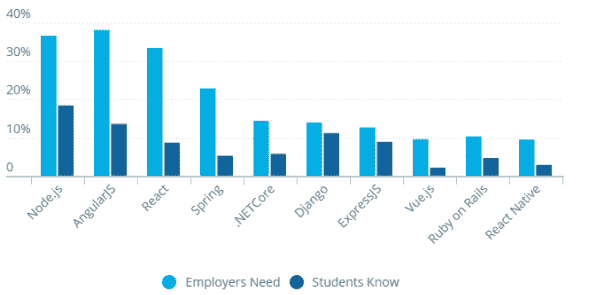 40%
30%
20%
10%
0
Node.js
AngularJS
React
Spring
.NETCore
Django
ExpressJS
Vue.js
Ruby on Rails
React Native
Employers Need
Students Know